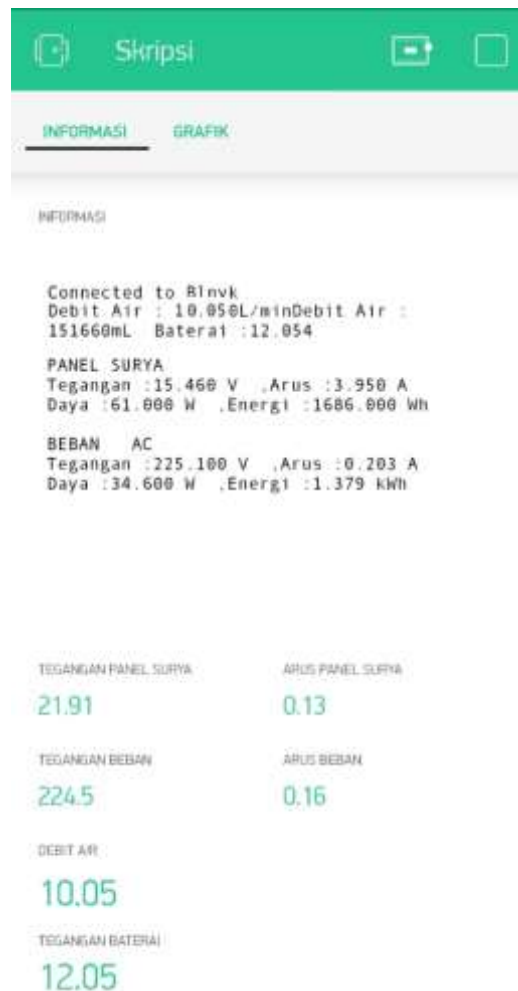 Skripsi
INFORMASI GRAFIK
INFORMASI
Connected to Blnvk
Debit Air : 10.050L/minDebit Air :
151660mL Baterai :12.054
PANEL SURYA
Tegangan :15.460 V ,Arus :3.950 A
Daya :61.000 W ,Energi :1686.000 Wh
BEBAN AC
Tegangan :225.100 V ,Arus :0.203 A
Daya :34.600 W ,Energi :1.379 kWh
TEGANGAN PANEL SURYA ARUS PANEL SURYA
21.91 0.13
TEGANGAN BEBAN ARUS BEBAN
224.5 0.16
DEBIT AIR
10.05
TEGANGAN BATERAI
12.05